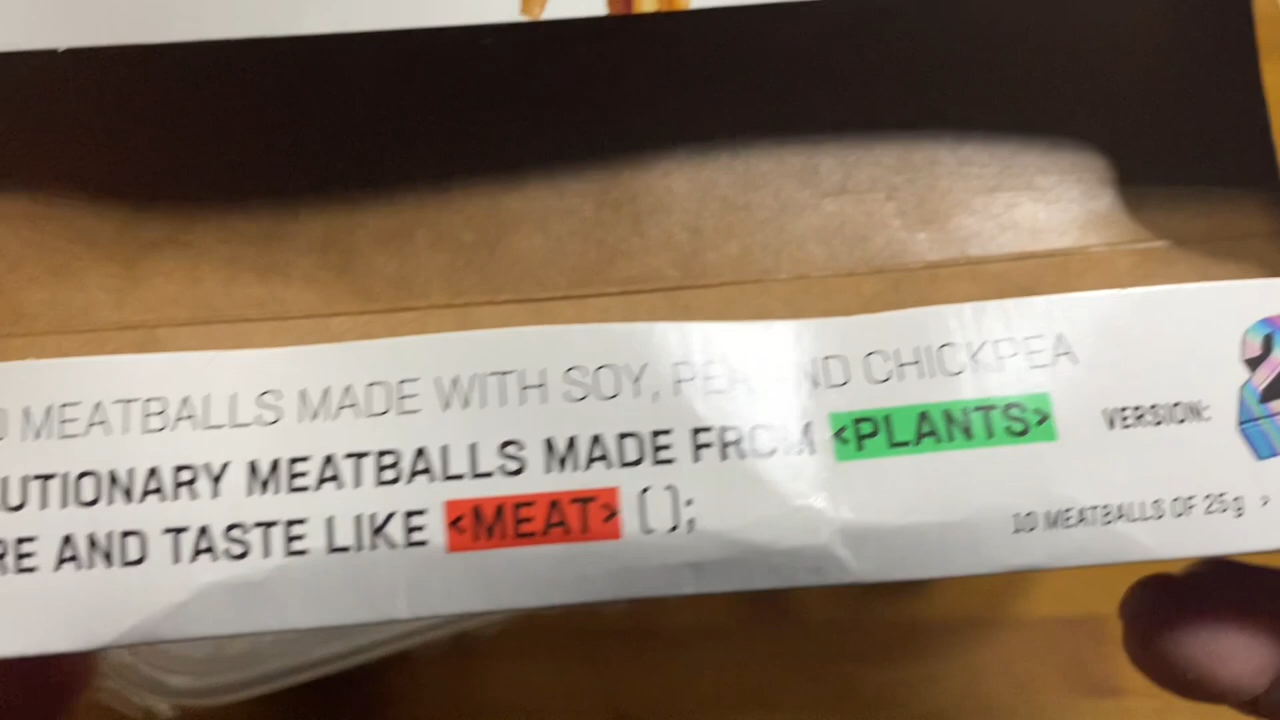 MEATBALLS MADE WITH SOY, PEA AND CHICKPEA
UTIONARY MEATBALLS MADE FROM <PLANTS>
RE AND TASTE LIKE <MEAT> ( );
VERSION:
2
10 MEATBALLS OF 25g >